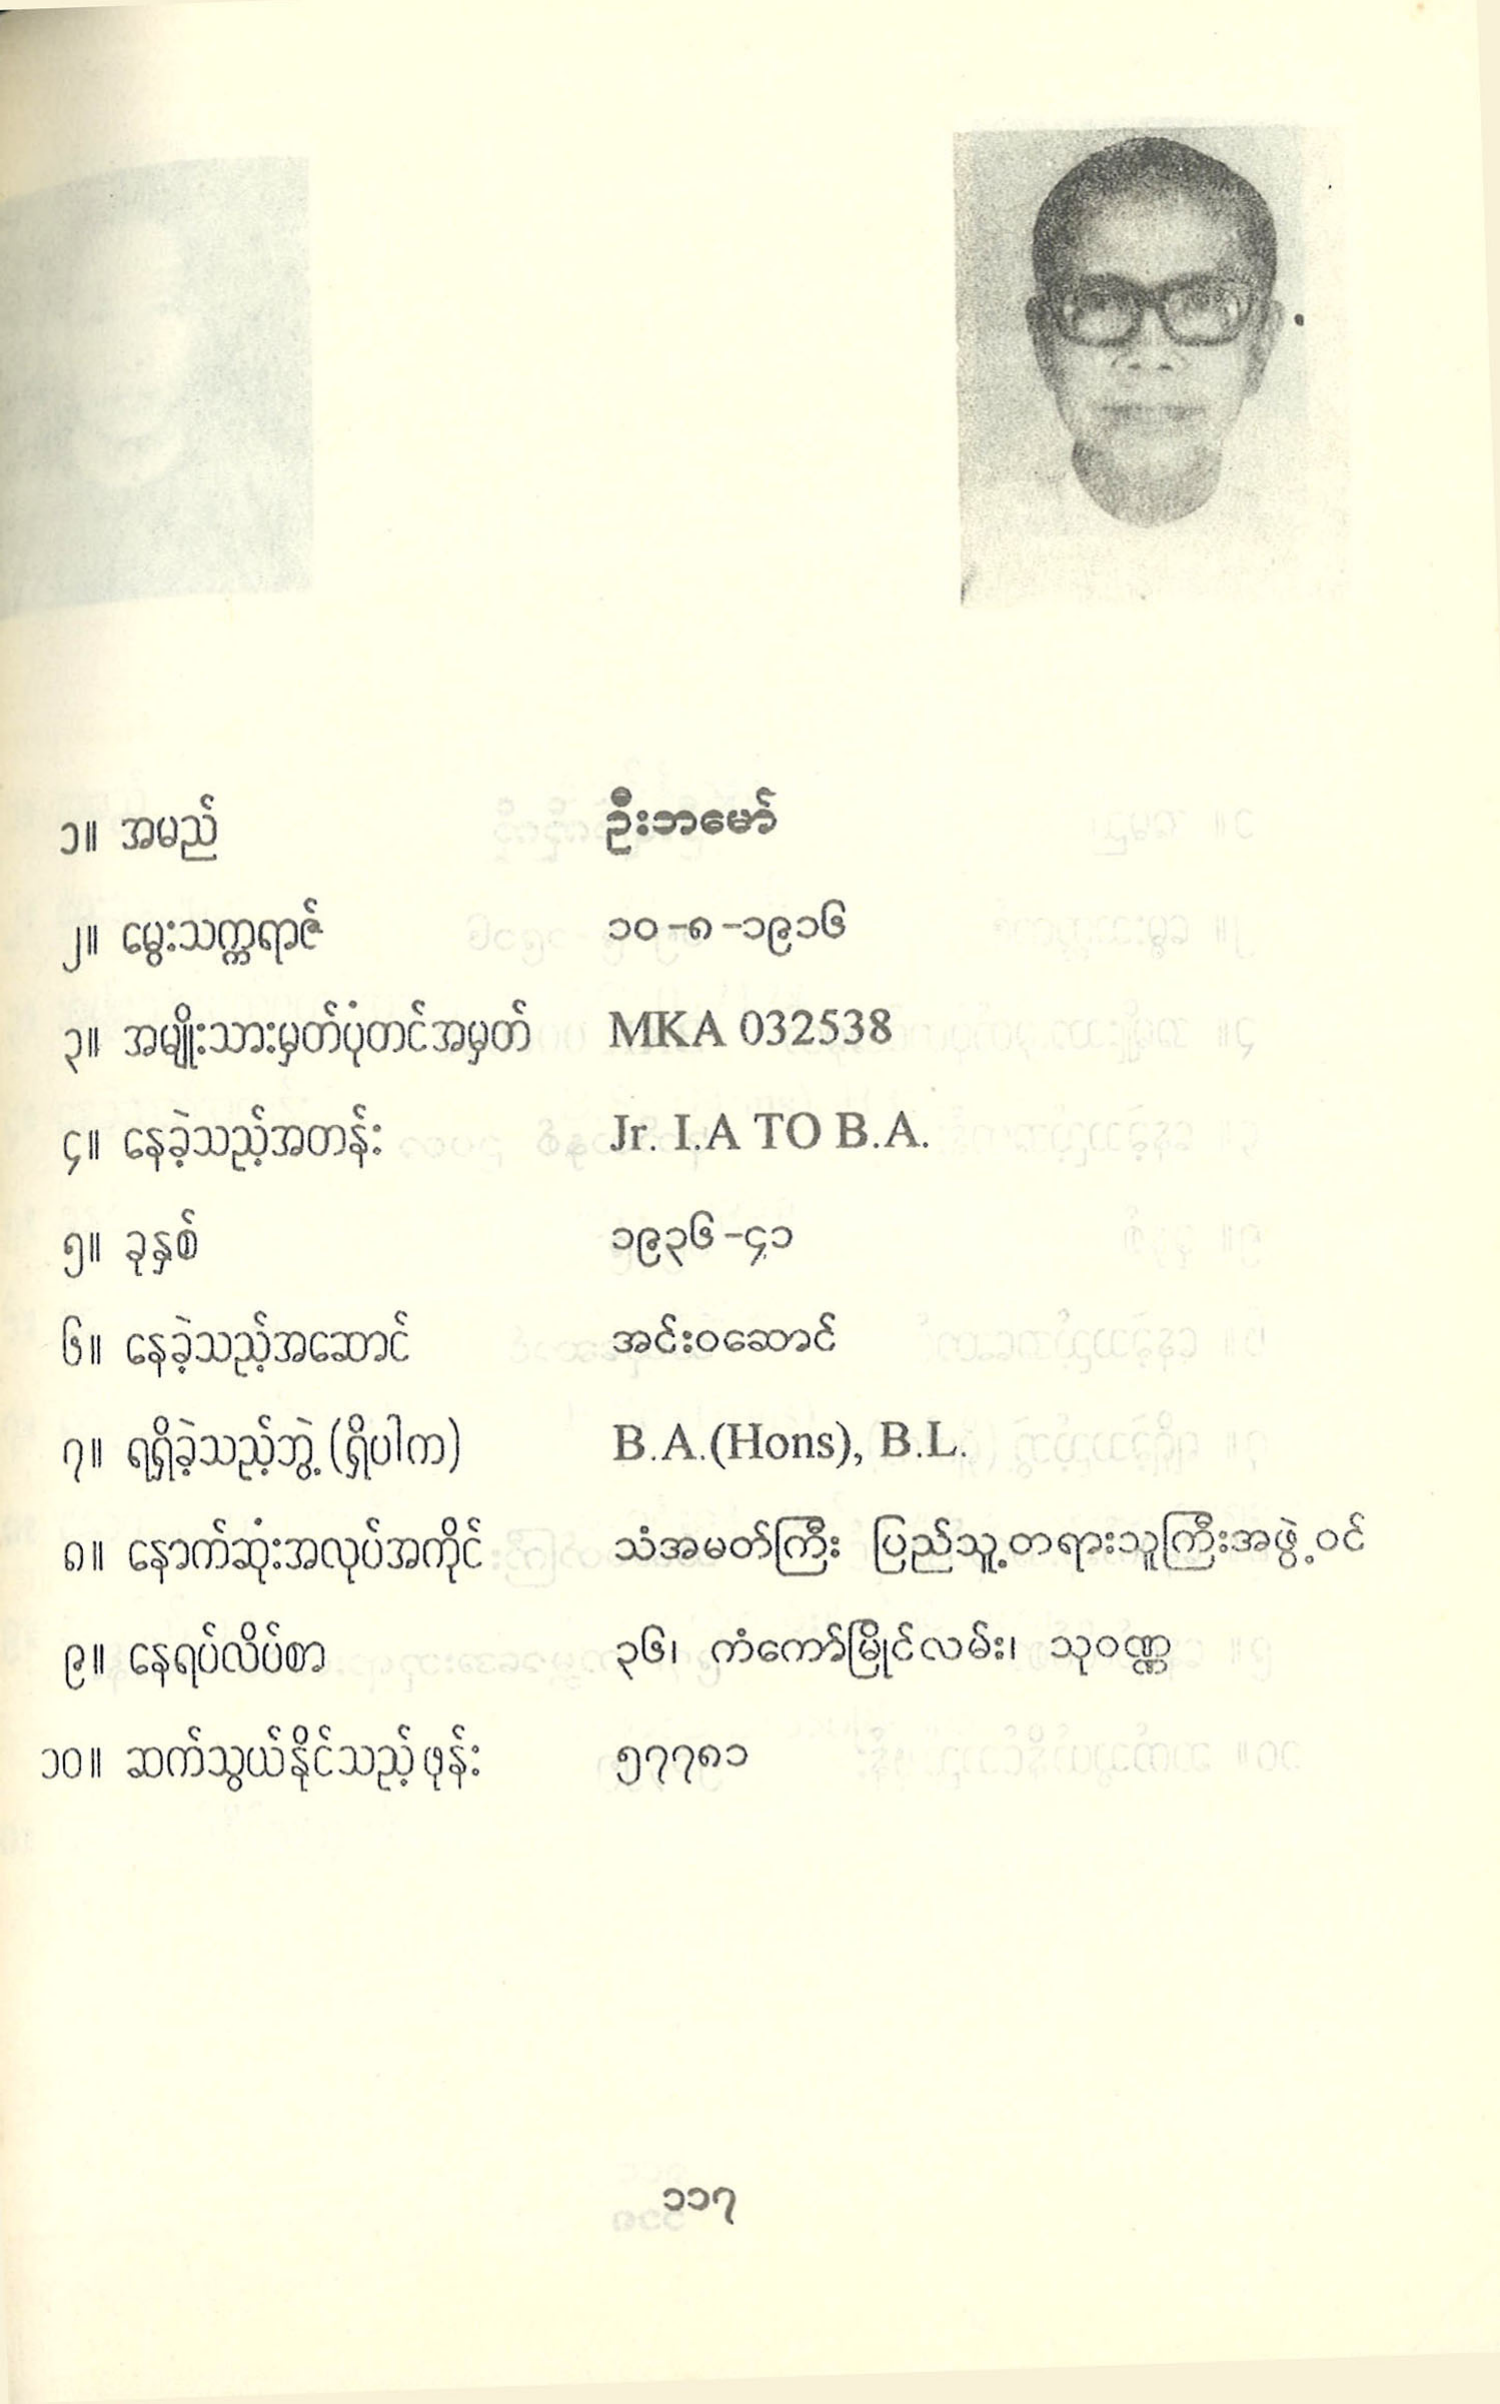 ၁။ အမည် ဦးဘမော်
၂။ မွေးသက္ကရာဇ် ၁၀-၈-၁၉၁၆
၃။ အမျိုးသားမှတ်ပုံတင်အမှတ် MKA 032538
၄။ နေခဲ့သည့်အတန်း Jr. I.A TO B.A.
၅။ ခုနှစ် ၁၉၃၆-၄၁
၆။ နေခဲ့သည့်အဆောင် အင်းဝဆောင်
၇။ ရရှိခဲ့သည့်ဘွဲ့ (ရှိပါက) B.A.(Hons), B.L.
၈။ နောက်ဆုံးအလုပ်အကိုင် သံအမတ်ကြီး ပြည်သူ့တရားသူကြီးအဖွဲ့ဝင်
၉။ နေရပ်လိပ်စာ ၃၆၊ ကံကော်မြိုင်လမ်း၊ သုဝဏ္ဏ
၁၀။ ဆက်သွယ်နိုင်သည့်ဖုန်း ၅၇၇၈၁
၁၁၇